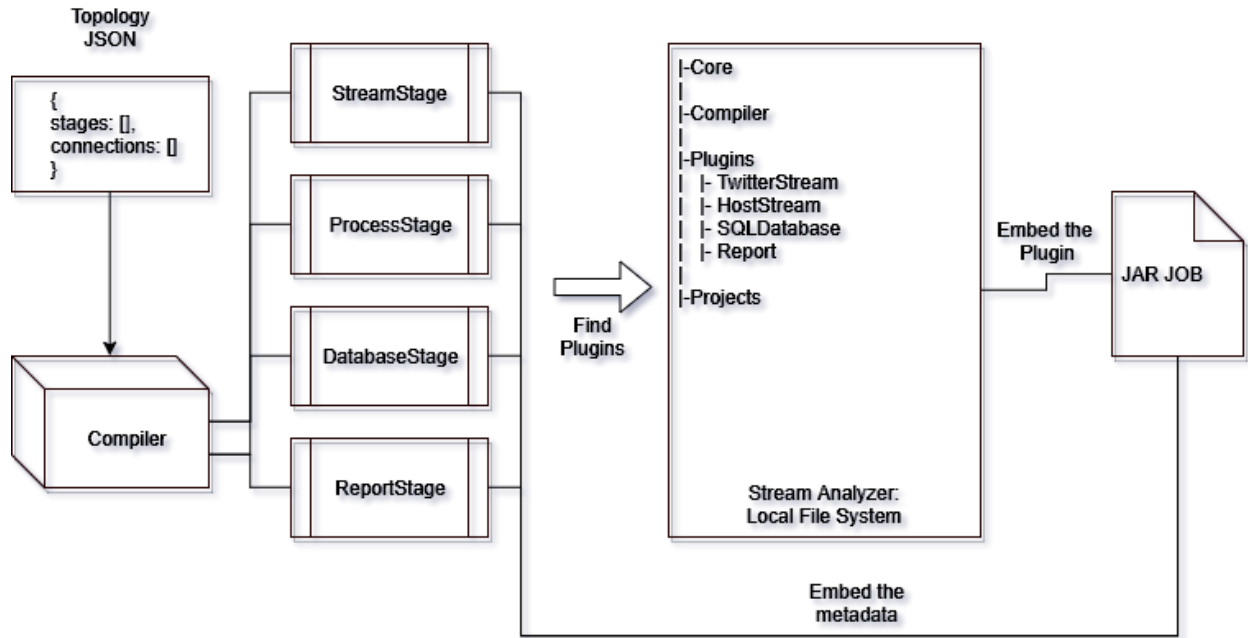 Topology
JSON
{
stages: [],
connections: []
}
Compiler
StreamStage
ProcessStage
DatabaseStage
ReportStage
Find
Plugins
|-Core
|
|-Compiler
|
|-Plugins
|  |- TwitterStream
|  |- HostStream
|  |- SQLDatabase
|  |- Report
|
|-Projects
Stream Analyzer:
Local File System
Embed the
Plugin
JAR JOB
Embed the
metadata